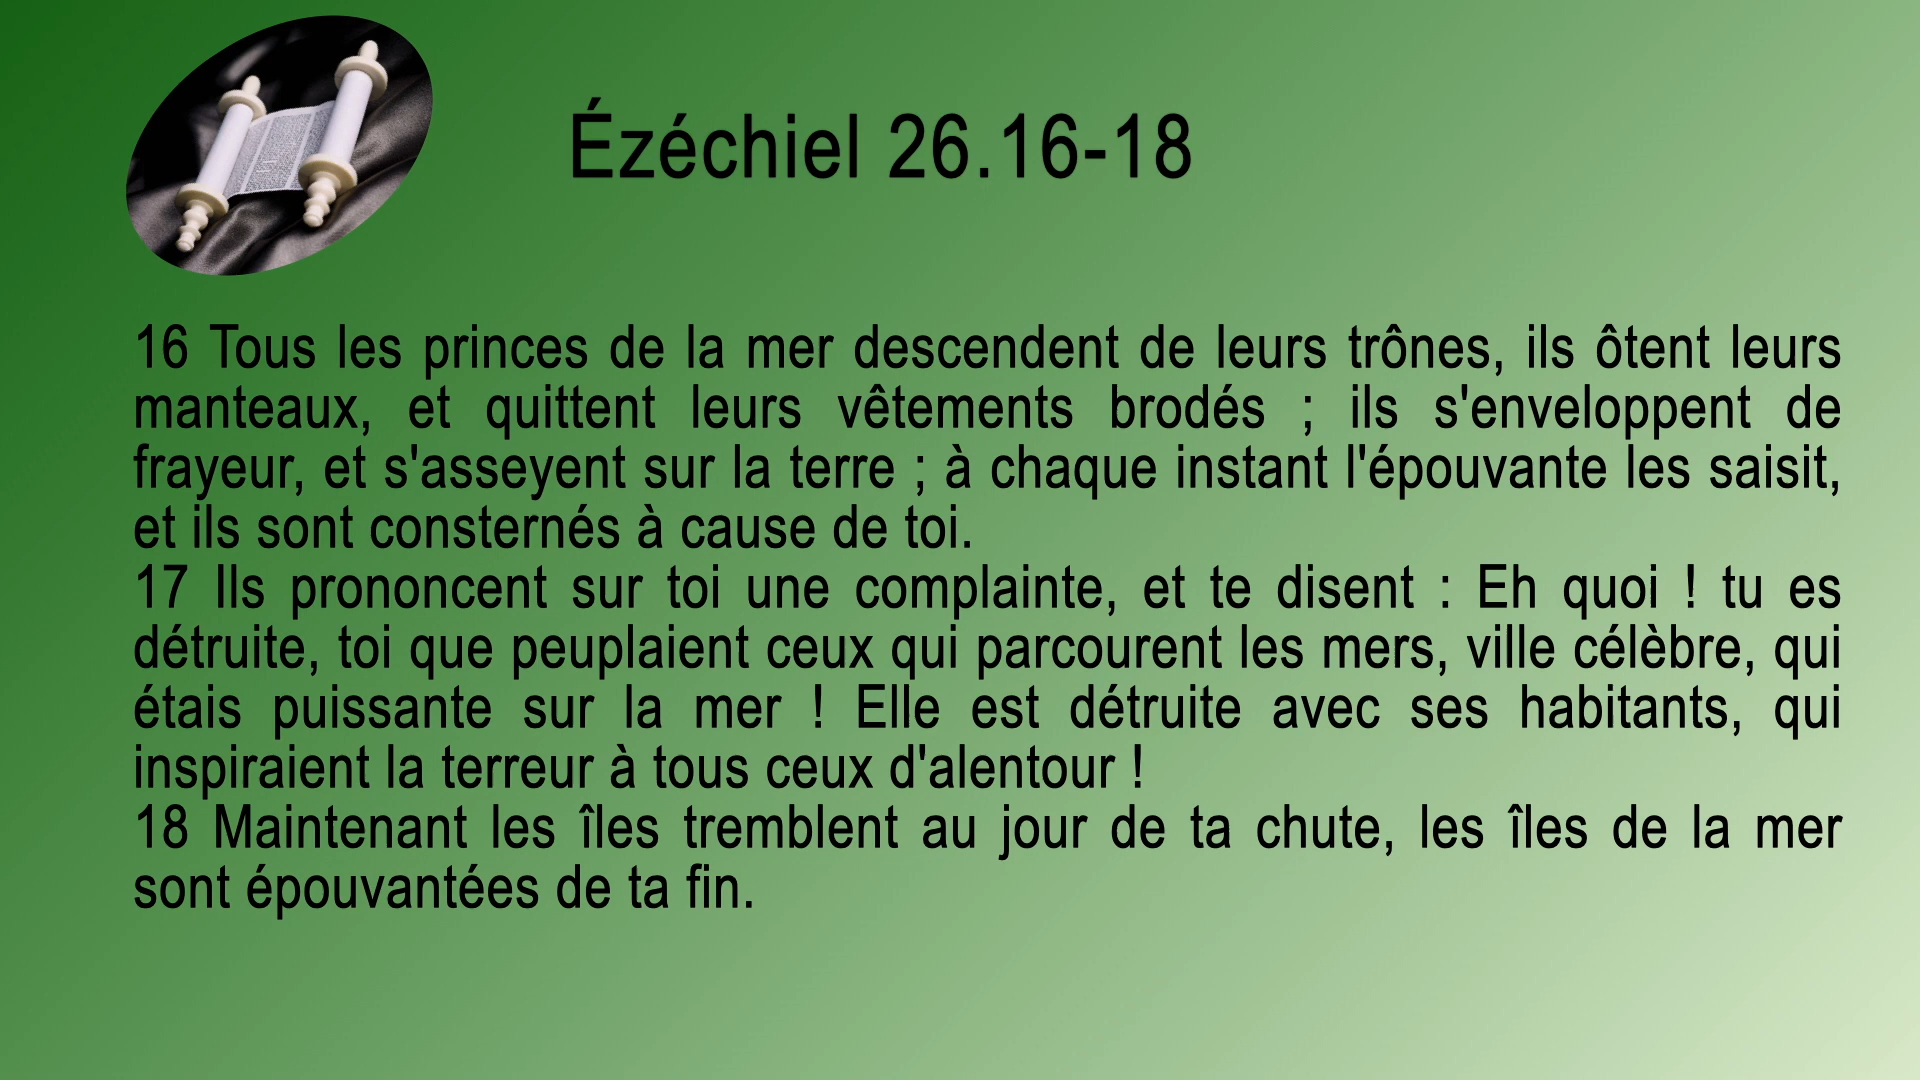 Ézéchiel 26.16-18
16 Tous les princes de la mer descendent de leurs trônes, ils ôtent leurs
manteaux, et quittent leurs vêtements brodés ; ils s'enveloppent de
frayeur, et s'asseyent sur la terre ; à chaque instant l'épouvante les saisit,
et ils sont consternés à cause de toi.
17 Ils prononcent sur toi une complainte, et te disent : Eh quoi ! tu es
détruite, toi que peuplaient ceux qui parcourent les mers, ville célèbre, qui
étais puissante sur la mer ! Elle est détruite avec ses habitants, qui
inspiraient la terreur à tous ceux d'alentour !
18 Maintenant les îles tremblent au jour de ta chute, les îles de la mer
sont épouvantées de ta fin.